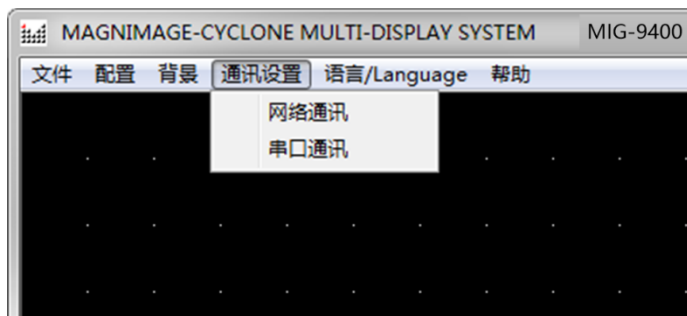 MAGNIMAGE-CYCLONE MULTI-DISPLAY SYSTEM MIG-9400
文件 配置 背景 通讯设置 语言/Language 帮助
网络通讯
串口通讯